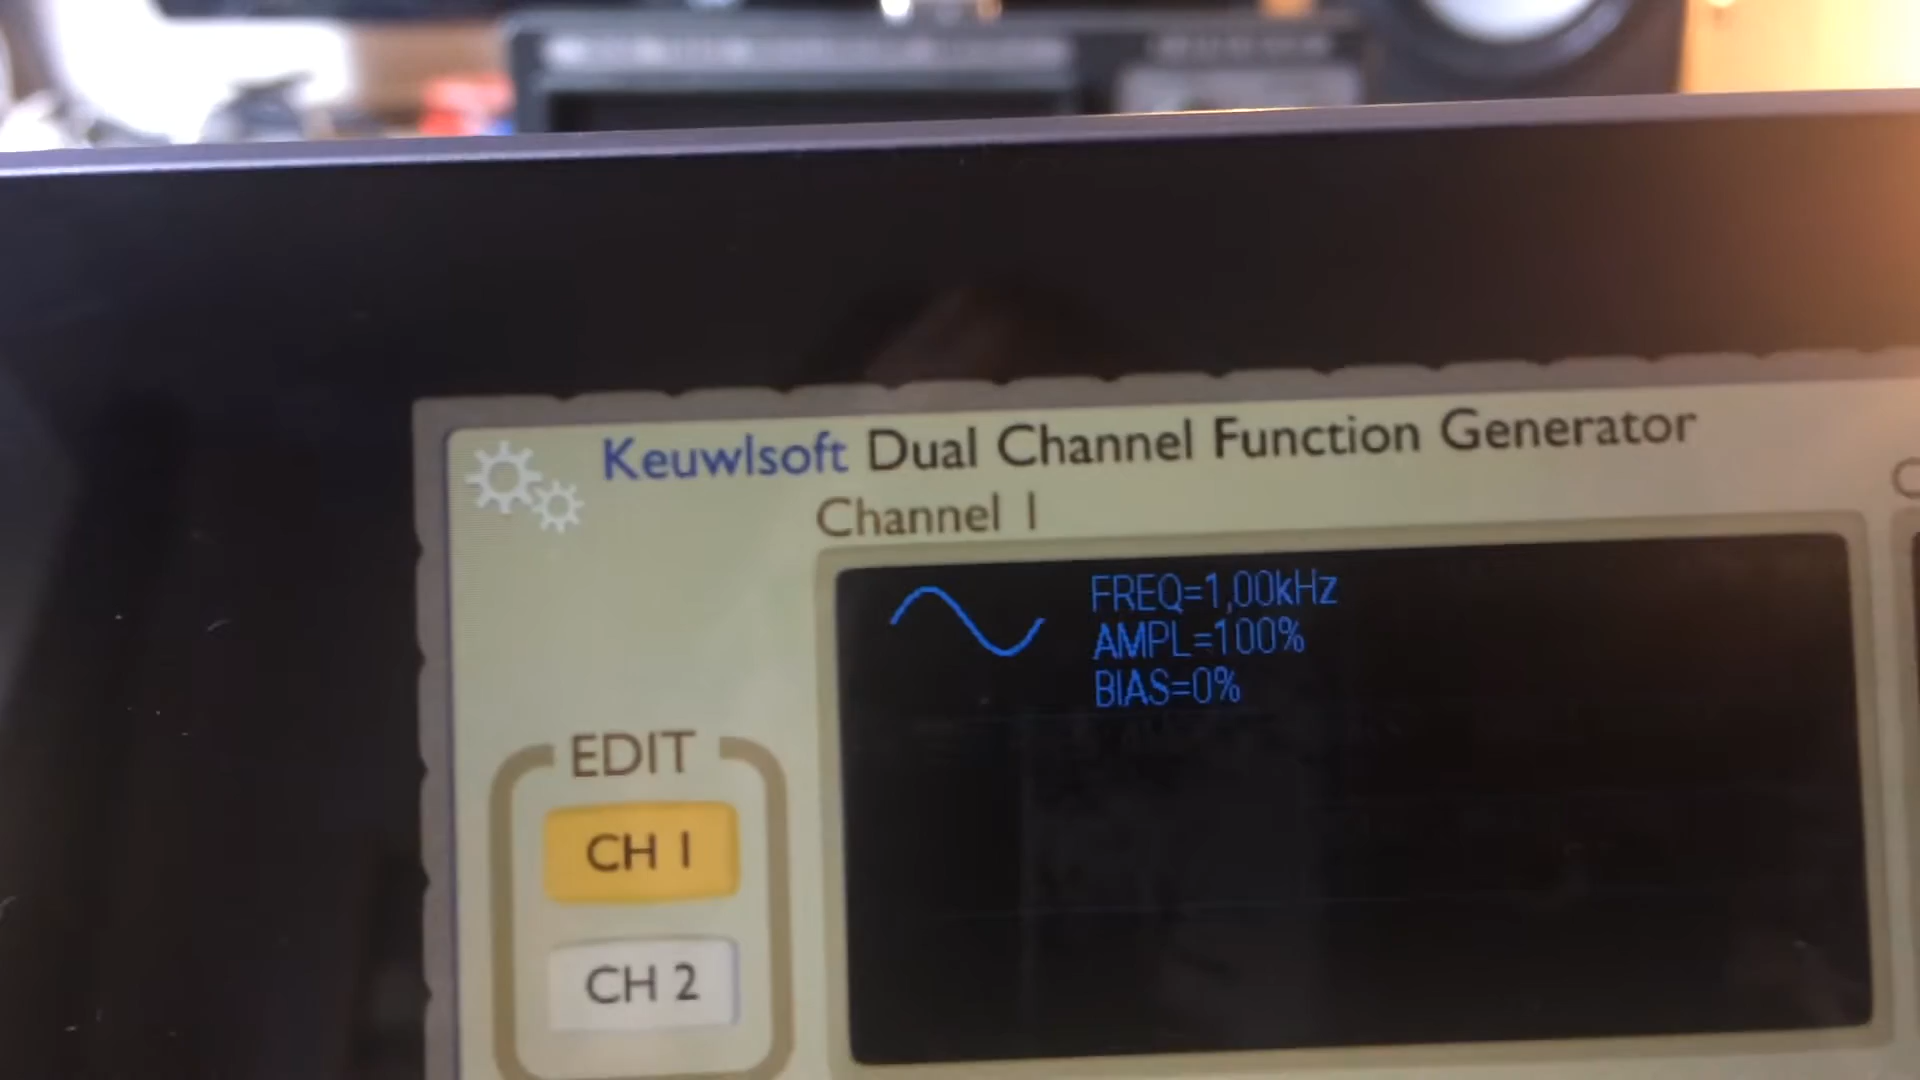 Keuwlsoft Dual Channel Function Generator
Channel 1
FREQ=1,00kHz
AMPL=100%
BIAS=0%
EDIT
CH 1
CH 2